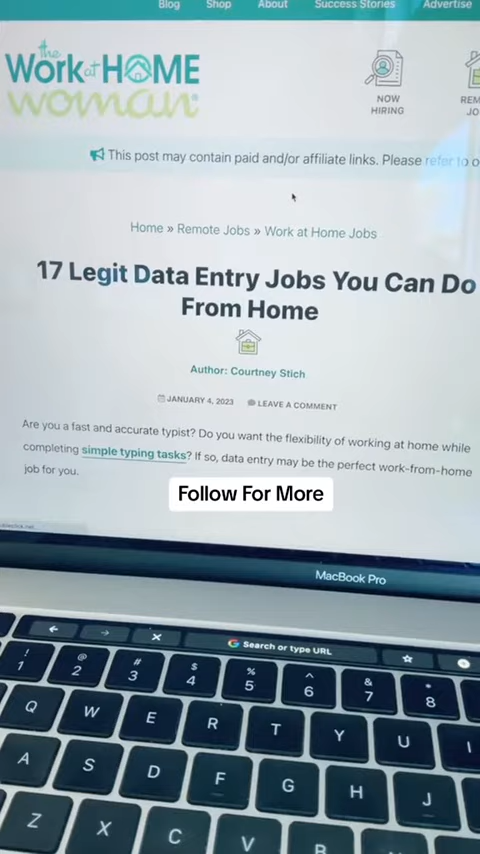 Blog Shop About Success Stories Advertise
the
Work at HOME
woman
NOW
HIRING
This post may contain paid and/or affiliate links. Please refer to
Home » Remote Jobs » Work at Home Jobs
17 Legit Data Entry Jobs You Can Do
From Home
Author: Courtney Stich
JANUARY 4, 2023 LEAVE A COMMENT
Are you a fast and accurate typist? Do you want the flexibility of working at home while
completing simple typing tasks? If so, data entry may be the perfect work-from-home
job for you.
Follow For More
MacBook Pro
Search or type URL
! @ # $ % ^ & *
1 2 3 4 5 6 7 8
Q W E R T Y U I
A S D F G H J
Z X C V B